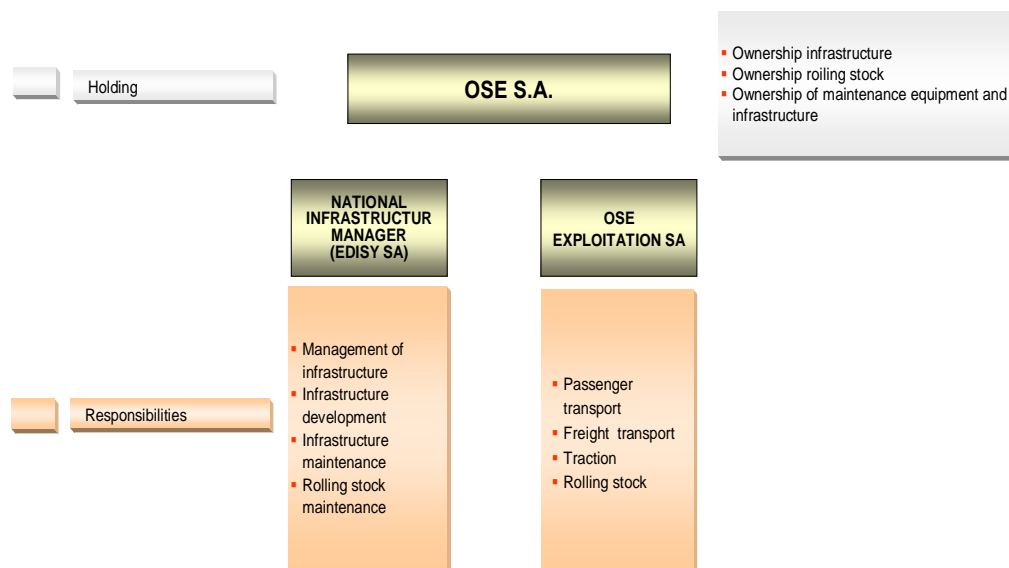 Holding
OSE S.A.
▪ Ownership infrastructure
▪ Ownership roiling stock
▪ Ownership of maintenance equipment and
infrastructure
NATIONAL
INFRASTRUCTUR
MANAGER
(EDISY SA)
OSE
EXPLOITATION SA
Responsibilities
▪ Management of
infrastructure
▪ Infrastructure
development
▪ Infrastructure
maintenance
▪ Rolling stock
maintenance
▪ Passenger
transport
▪ Freight transport
▪ Traction
▪ Rolling stock